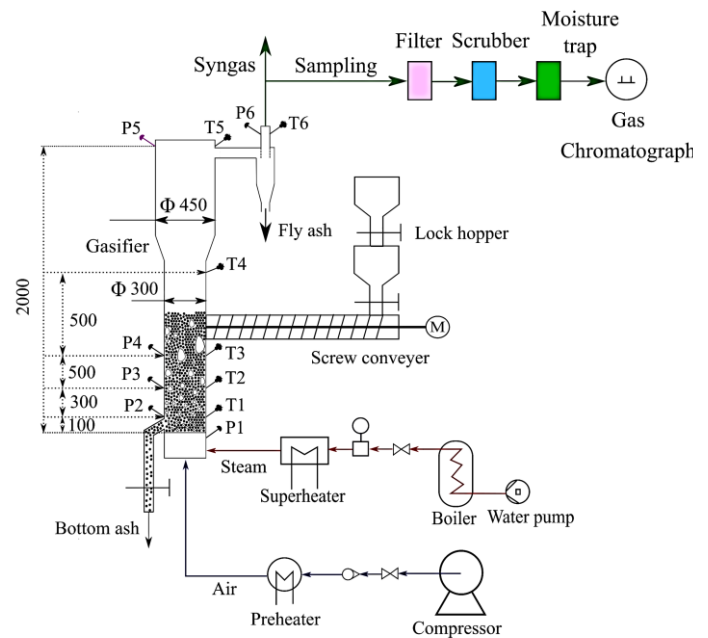 Moisture
trap
Filter
Scrubber
Syngas
Sampling
Gas
Chromatograph
P6
T6
P5
T5
Φ 450
Fly ash
Lock hopper
Gasifier
T4
2000
Φ 300
500
M
P4
T3
Screw conveyer
500
P3
T2
300
P2
T1
100
P1
Steam
Superheater
Boiler
Water pump
Bottom ash
Air
Preheater
Compressor